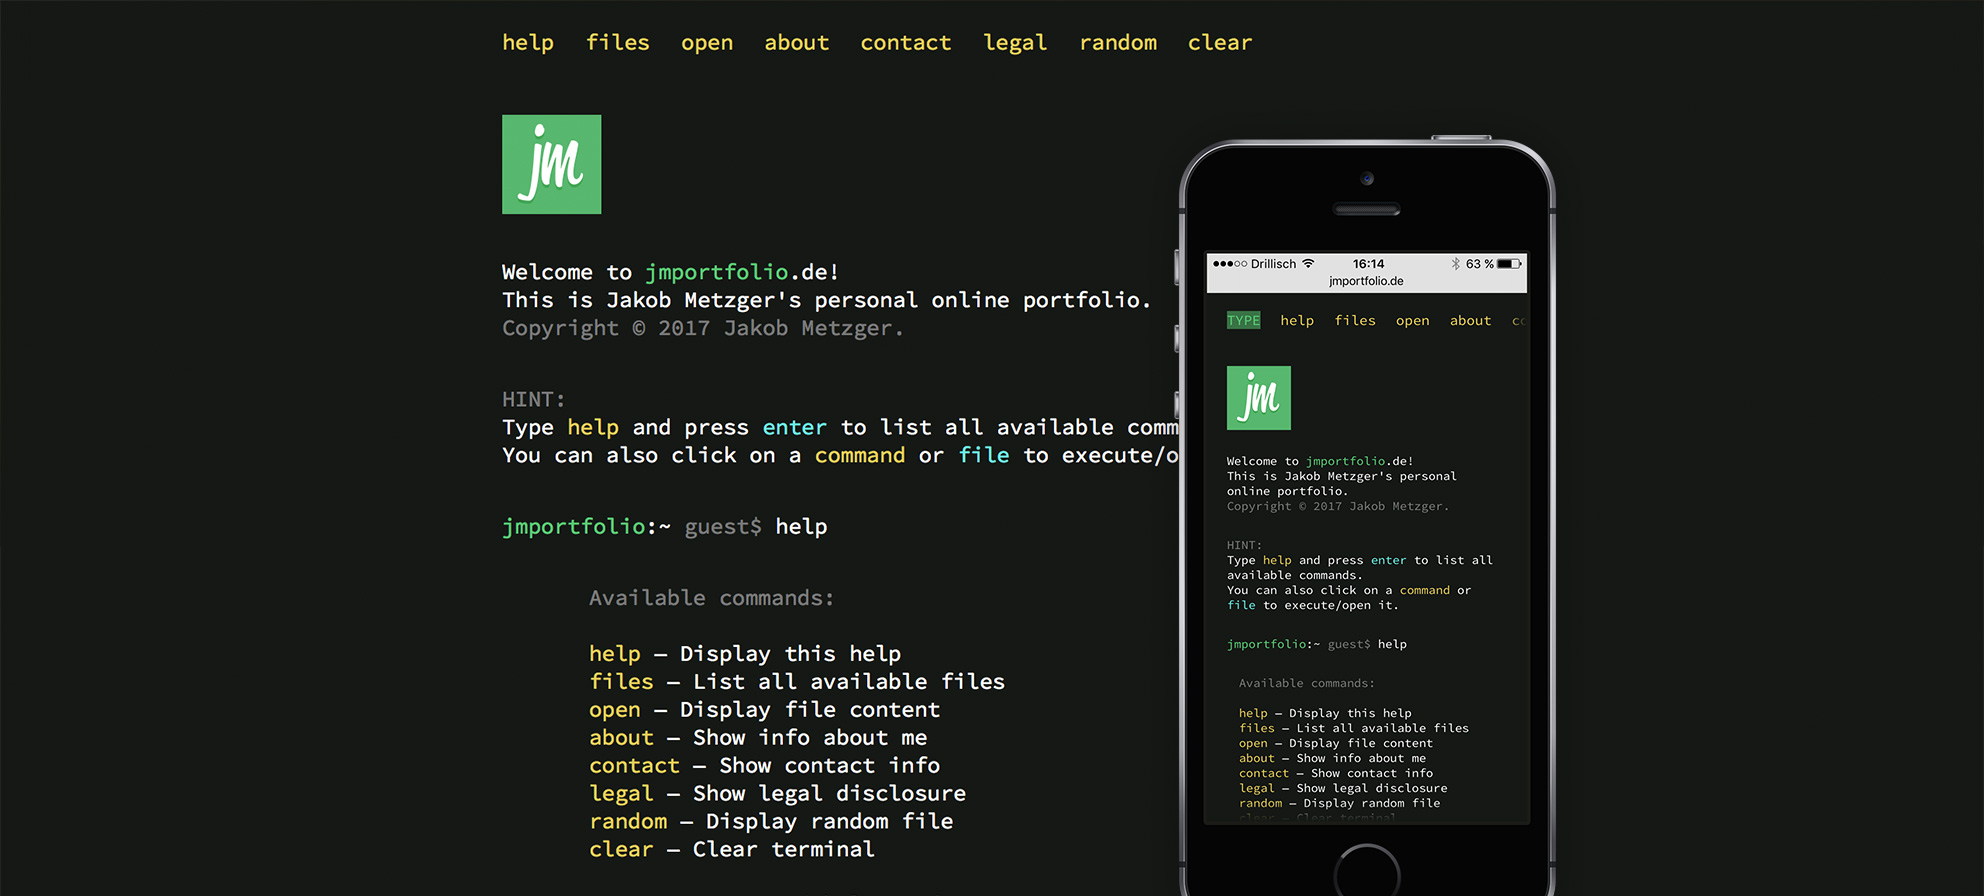 help files open about contact legal random clear
jm
Welcome to jmportfolio.de!
This is Jakob Metzger's personal online portfolio.
Copyright © 2017 Jakob Metzger.
HINT:
Type help and press enter to list all available comm
You can also click on a command or file to execute/o
jmportfolio:~ guest$ help
Available commands:
help – Display this help
files – List all available files
open – Display file content
about – Show info about me
contact – Show contact info
legal – Show legal disclosure
random – Display random file
clear – Clear terminal
Drillisch 16:14 63 %
jmportfolio.de
TYPE help files open about co
jm
Welcome to jmportfolio.de!
This is Jakob Metzger's personal
online portfolio.
Copyright © 2017 Jakob Metzger.
HINT:
Type help and press enter to list all
available commands.
You can also click on a command or
file to execute/open it.
jmportfolio:~ guest$ help
Available commands:
help – Display this help
files – List all available files
open – Display file content
about – Show info about me
contact – Show contact info
legal – Show legal disclosure
random – Display random file
clear – Clear terminal